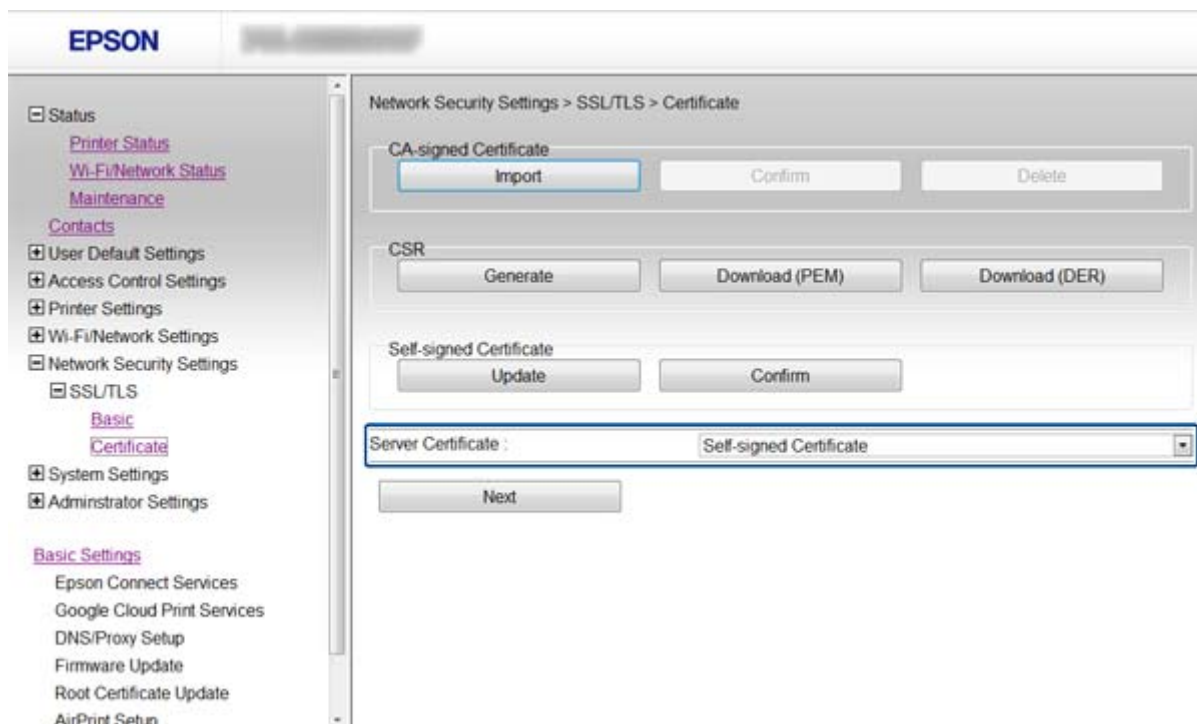 EPSON
Status
Printer Status
Wi-Fi/Network Status
Maintenance
Contacts
User Default Settings
Access Control Settings
Printer Settings
Wi-Fi/Network Settings
Network Security Settings
SSL/TLS
Basic
Certificate
System Settings
Adminstrator Settings
Basic Settings
Epson Connect Services
Google Cloud Print Services
DNS/Proxy Setup
Firmware Update
Root Certificate Update
AirPrint Setup
Network Security Settings > SSL/TLS > Certificate
CA-signed Certificate
Import Confirm Delete
CSR
Generate Download (PEM) Download (DER)
Self-signed Certificate
Update Confirm
Server Certificate : Self-signed Certificate
Next